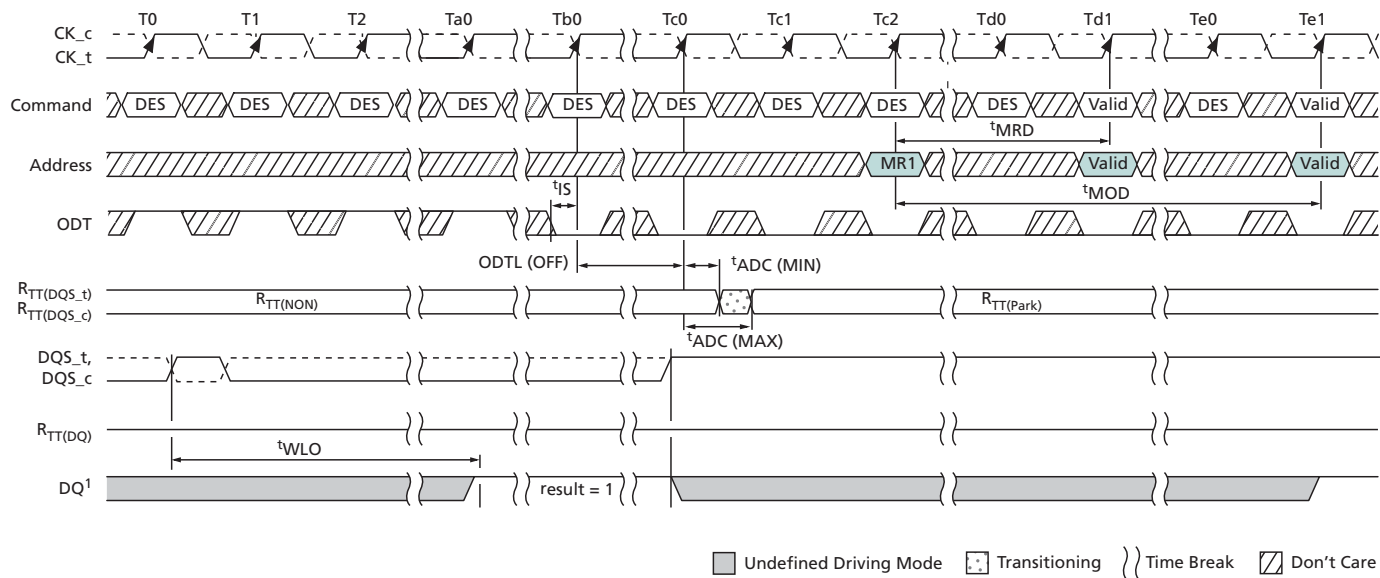 T0 T1 T2 Ta0 Tb0 Tc0 Tc1 Tc2 Td0 Td1 Te0 Te1
CK_c
CK_t
Command DES DES DES DES DES DES DES DES DES Valid DES Valid
tMRD
Address MR1 Valid Valid
tIS
tMOD
ODT
ODTL (OFF) tADC (MIN)
RTT(DQS_t)
RTT(DQS_c)
RTT(NON) RTT(Park)
tADC (MAX)
DQS_t,
DQS_c
RTT(DQ)
tWLO
DQ1 result = 1
Undefined Driving Mode Transitioning Time Break Don't Care